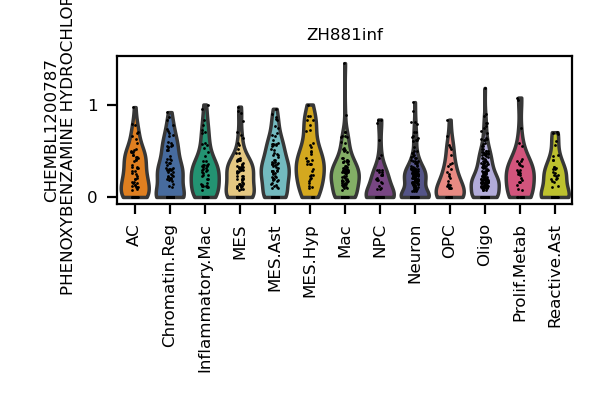 ZH881inf
CHEMBL1200787
PHENOXYBENZAMINE HYDROCHLOR
1
0
AC
Chromatin.Reg
Inflammatory.Mac
MES
MES.Ast
MES.Hyp
Mac
NPC
Neuron
OPC
Oligo
Prolif.Metab
Reactive.Ast